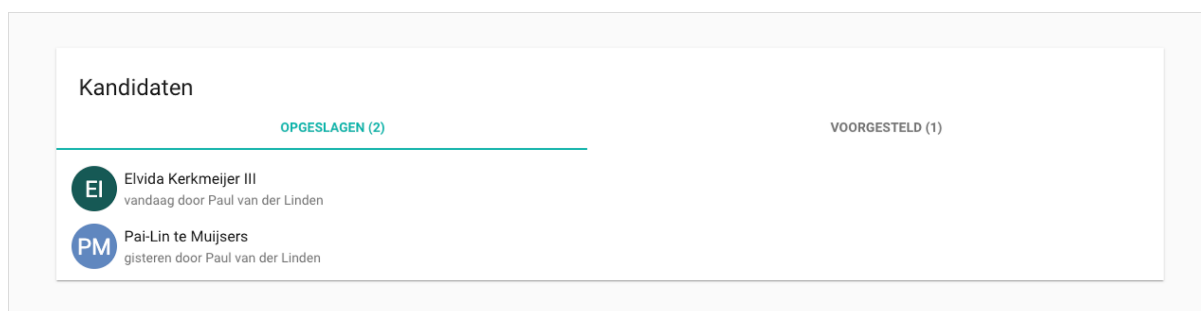 Kandidaten
OPGESLAGEN (2)
VOORGESTELD (1)
EI
Elvida Kerkmeijer III
vandaag door Paul van der Linden
PM
Pai-Lin te Muijsers
gisteren door Paul van der Linden